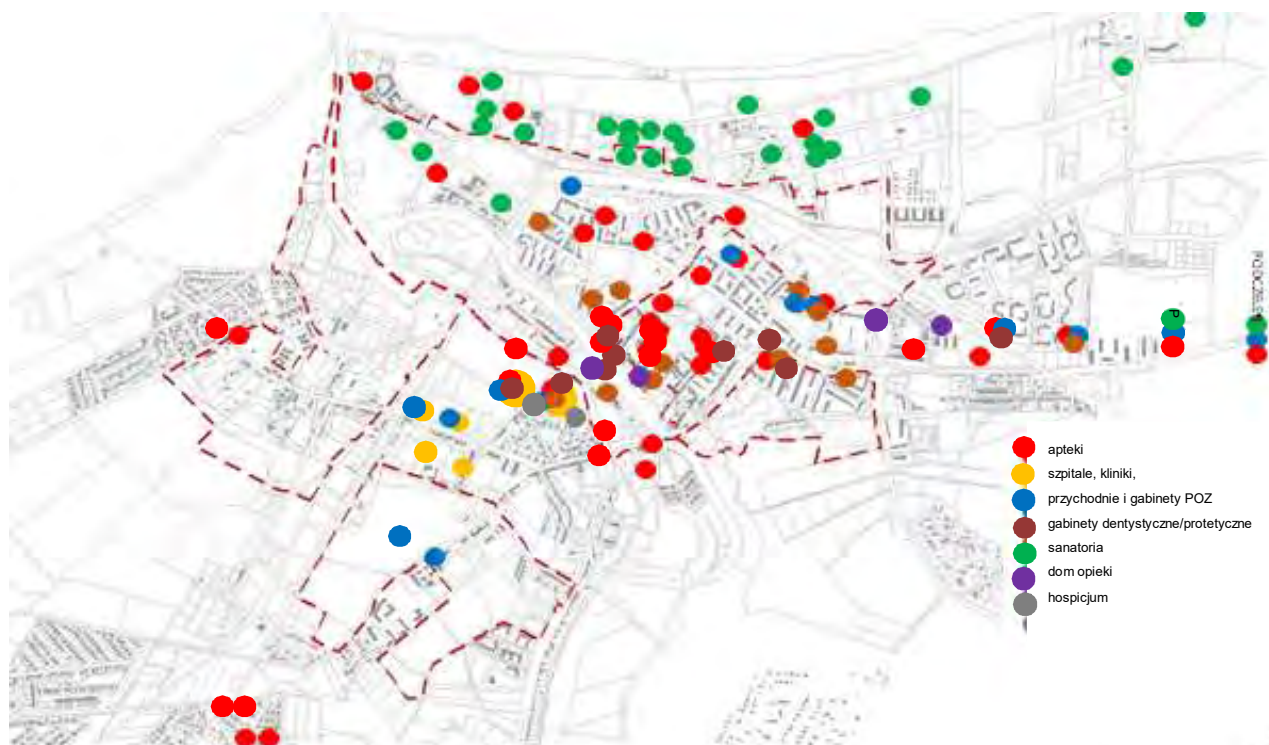 apteki
szpitale, kliniki,
przychodnie i gabinety POZ
gabinety dentystyczne/protetyczne
sanatoria
dom opieki
hospicjum
P